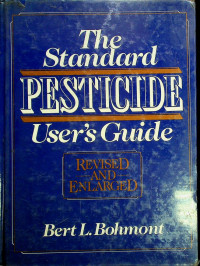 The
Standard
PESTICIDE
User's Guide
REVISED
AND
ENLARGED
Bert L. Bohmont